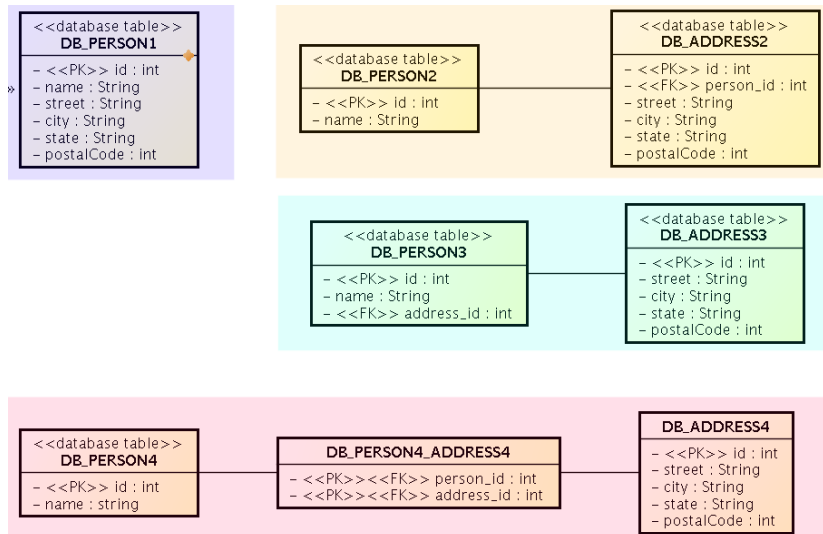 <<database table>>
DB_PERSON1
– <<PK>> id : int
– name : String
– street : String
– city : String
– state : String
– postalCode : int
»
<<database table>>
DB_PERSON2
– <<PK>> id : int
– name : String
<<database table>>
DB_ADDRESS2
– <<PK>> id : int
– <<FK>> person_id : int
– street : String
– city : String
– state : String
– postalCode : int
<<database table>>
DB_PERSON3
– <<PK>> id : int
– name : String
– <<FK>> address_id : int
<<database table>>
DB_ADDRESS3
– <<PK>> id : int
– street : String
– city : String
– state : String
– postalCode : int
<<database table>>
DB_PERSON4
– <<PK>> id : int
– name : string
DB_PERSON4_ADDRESS4
– <<PK>><<FK>> person_id : int
– <<PK>><<FK>> address_id : int
DB_ADDRESS4
– <<PK>> id : int
– street : String
– city : String
– state : String
– postalCode : int